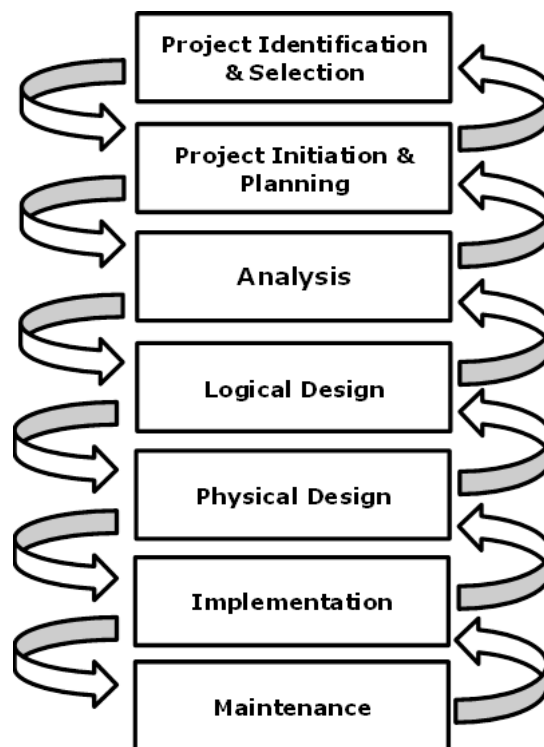 Project Identification
& Selection
Project Initiation &
Planning
Analysis
Logical Design
Physical Design
Implementation
Maintenance